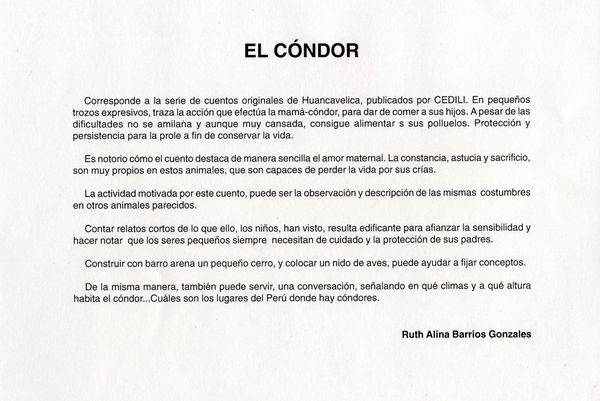 EL CÓNDOR
Corresponde a la serie de cuentos originales de Huancavelica, publicados por CEDILI. En pequeños
trozos expresivos, traza la acción que efectúa la mamá-cóndor, para dar de comer a sus hijos. A pesar de las
dificultades no se amilana y aunque muy cansada, consigue alimentar s sus polluelos. Protección y
persistencia para la prole a fin de conservar la vida.
Es notorio cómo el cuento destaca de manera sencilla el amor maternal. La constancia, astucia y sacrificio,
son muy propios en estos animales, que son capaces de perder la vida por sus crías.
La actividad motivada por este cuento, puede ser la observación y descripción de las mismas costumbres
en otros animales parecidos.
Contar relatos cortos de lo que ello, los niños, han visto, resulta edificante para afianzar la sensibilidad y
hacer notar que los seres pequeños siempre necesitan de cuidado y la protección de sus padres.
Construir con barro arena un pequeño cerro, y colocar un nido de aves, puede ayudar a fijar conceptos.
De la misma manera, también puede servir, una conversación, señalando en qué climas y a qué altura
habita el cóndor...Cuáles son los lugares del Perú donde hay cóndores.
Ruth Alina Barrios Gonzales